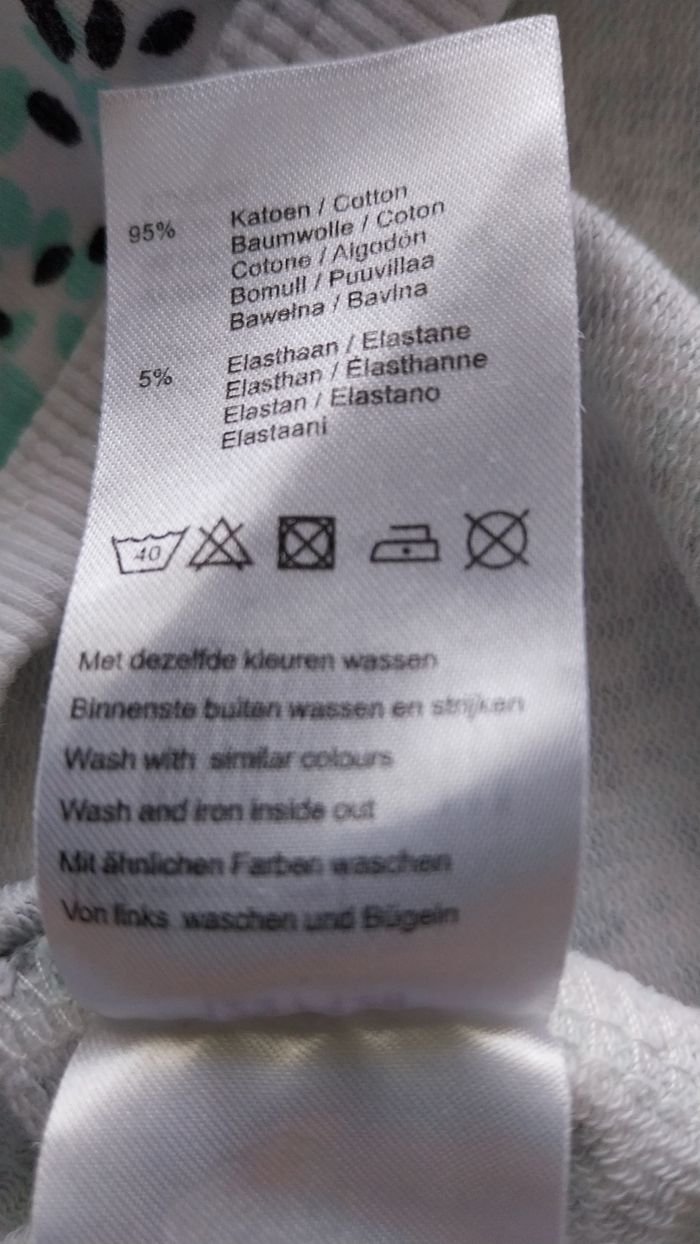 95%
Katoen / Cotton
Baumwolle / Coton
Cotone / Algodón
Bomull / Puuvillaa
Bawełna / Bavlna
5%
Elasthaan / Elastane
Elasthan / Élasthanne
Elastan / Elastano
Elastaani
40
Met dezelfde kleuren wassen
Binnenste buiten wassen en strijken
Wash with similar colours
Wash and iron inside out
Mit ähnlichen Farben waschen
Von links waschen und Bügeln